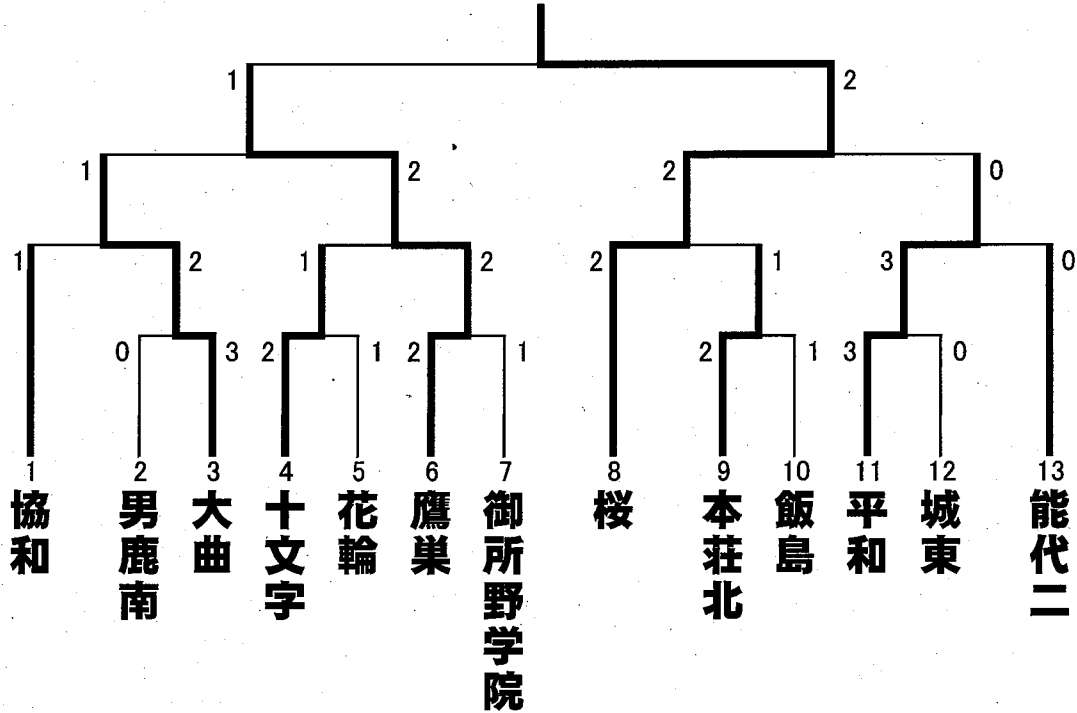 1 2
1 2 2 0
1 2 1 2 2 1 3 0
0 3 2 1 2 1 2 1 3 0
1 2 3 4 5 6 7 8 9 10 11 12 13
協和
男鹿南
大曲
十文字
花輪
鷹巣
御所野学院
桜
本荘北
飯島
平和
城東
能代二